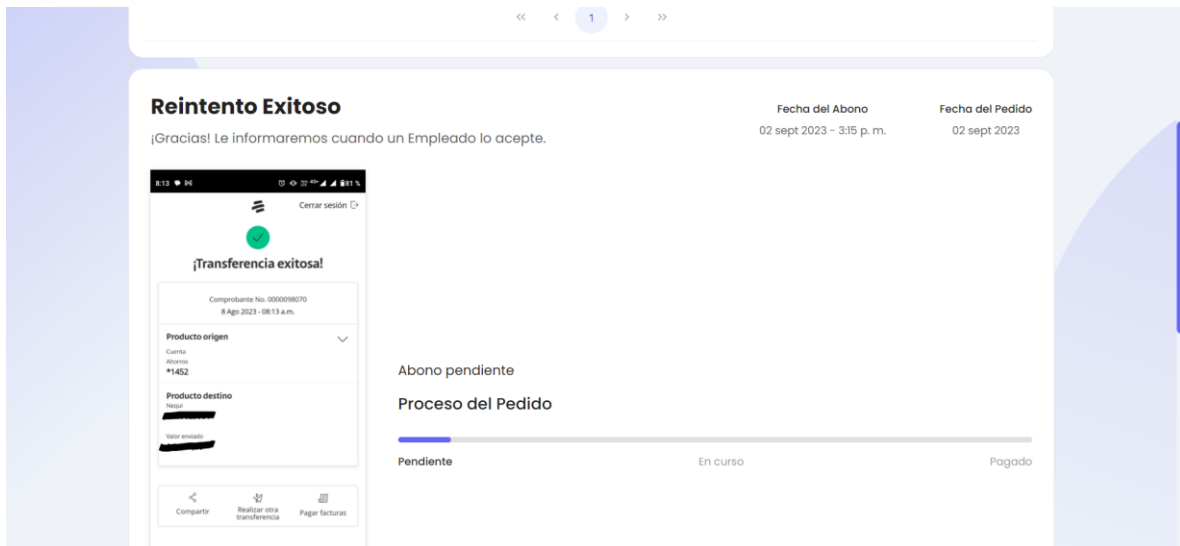 1
Reintento Exitoso
¡Gracias! Le informaremos cuando un Empleado lo acepte.
Fecha del Abono
02 sept 2023 - 3:15 p. m.
Fecha del Pedido
02 sept 2023
8:13
81 %
Cerrar sesión
¡Transferencia exitosa!
Comprobante No. 0000098070
8 Ago 2023 - 08:13 a.m.
Producto origen
Cuenta
Ahorros
*1452
Producto destino
Nequi
Valor enviado
Compartir
Realizar otra
transferencia
Pagar facturas
Abono pendiente
Proceso del Pedido
Pendiente
En curso
Pagado